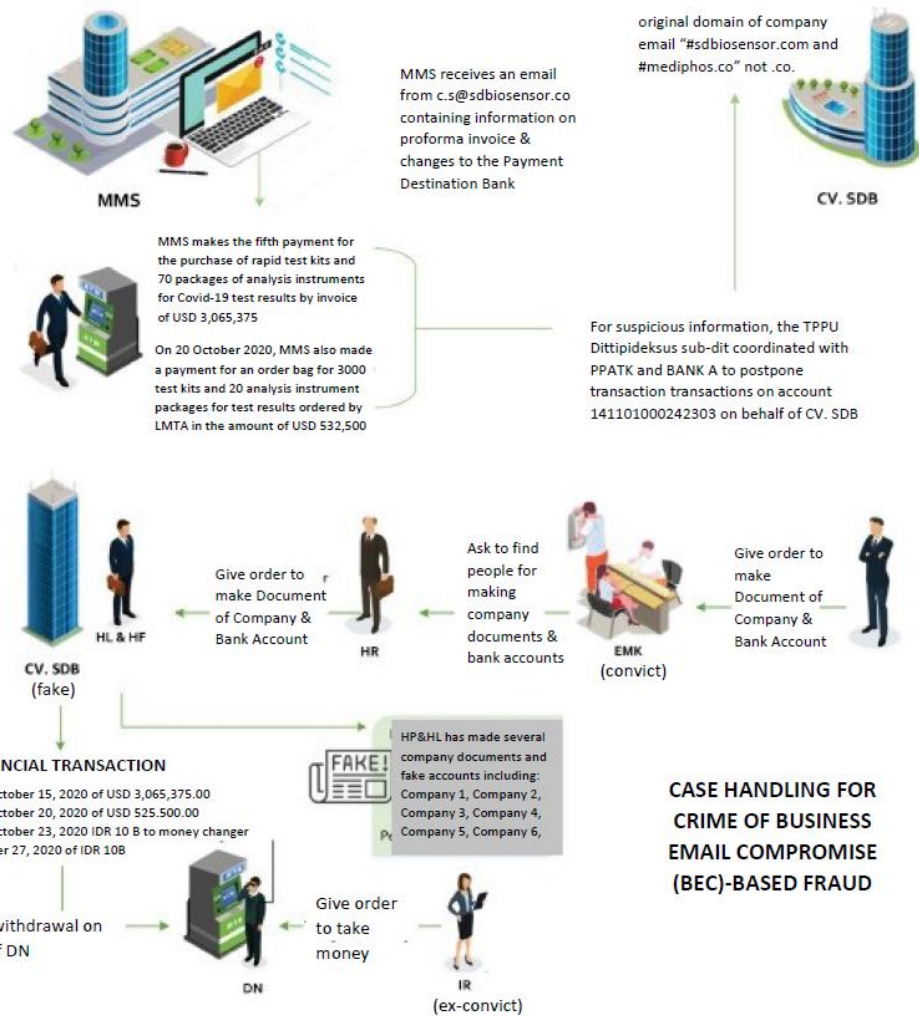 MMS
MMS receives an email
from c.s@sdbiosensor.co
containing information on
proforma invoice &
changes to the Payment
Destination Bank
original domain of company
email “#sdbiosensor.com and
#mediphos.co” not .co.
CV. SDB
MMS makes the fifth payment for
the purchase of rapid test kits and
70 packages of analysis instruments
for Covid-19 test results by invoice
of USD 3,065,375
On 20 October 2020, MMS also made
a payment for an order bag for 3000
test kits and 20 analysis instrument
packages for test results ordered by
LMTA in the amount of USD 532,500
For suspicious information, the TPPU
Dittipideksus sub-dit coordinated with
PPATK and BANK A to postpone
transaction transactions on account
141101000242303 on behalf of CV. SDB
CV. SDB
(fake)
HL & HF
Give order to
make Document
of Company &
Bank Account
HR
Ask to find
people for
making
company
documents &
bank accounts
EMK
(convict)
Give order to
make
Document of
Company &
Bank Account
NCIAL TRANSACTION
ctober 15, 2020 of USD 3,065,375.00
ctober 20, 2020 of USD 525.500.00
ctober 23, 2020 IDR 10 B to money changer
er 27, 2020 of IDR 10B
FAKE!
HP&HL has made several
company documents and
fake accounts including:
Company 1, Company 2,
Company 3, Company 4,
Company 5, Company 6,
withdrawal on
f DN
DN
Give order
to take
money
IR
(ex-convict)
CASE HANDLING FOR
CRIME OF BUSINESS
EMAIL COMPROMISE
(BEC)-BASED FRAUD